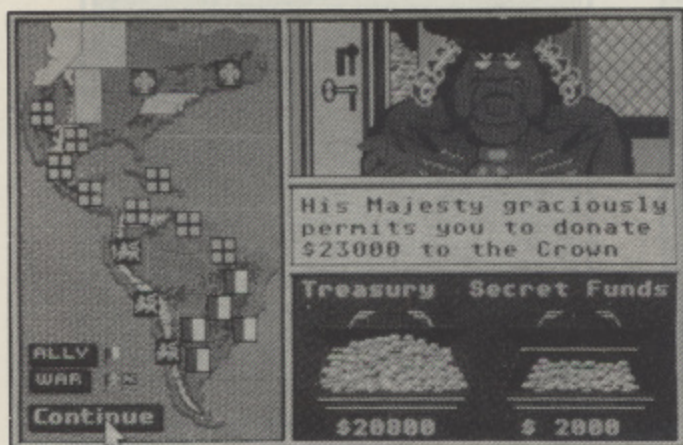 His Majesty graciously
permits you to donate
$23000 to the Crown
Treasury Secret Funds
ALLY
WAR
Continue
$20800 $ 2000